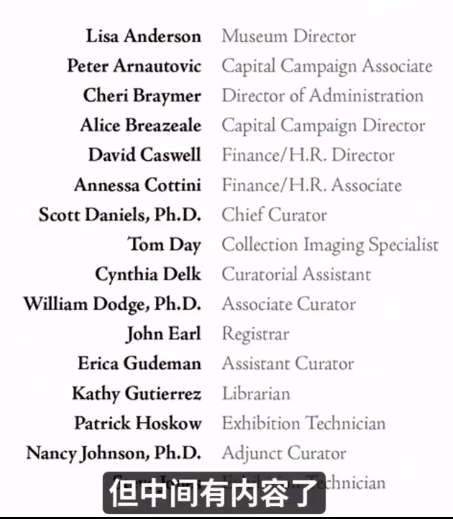 Lisa Anderson Museum Director
Peter Arnautovic Capital Campaign Associate
Cheri Braymer Director of Administration
Alice Breazeale Capital Campaign Director
David Caswell Finance/H.R. Director
Annessa Cottini Finance/H.R. Associate
Scott Daniels, Ph.D. Chief Curator
Tom Day Collection Imaging Specialist
Cynthia Delk Curatorial Assistant
William Dodge, Ph.D. Associate Curator
John Earl Registrar
Erica Gudeman Assistant Curator
Kathy Gutierrez Librarian
Patrick Hoskow Exhibition Technician
Nancy Johnson, Ph.D. Adjunct Curator
Technician
但中间有内容了